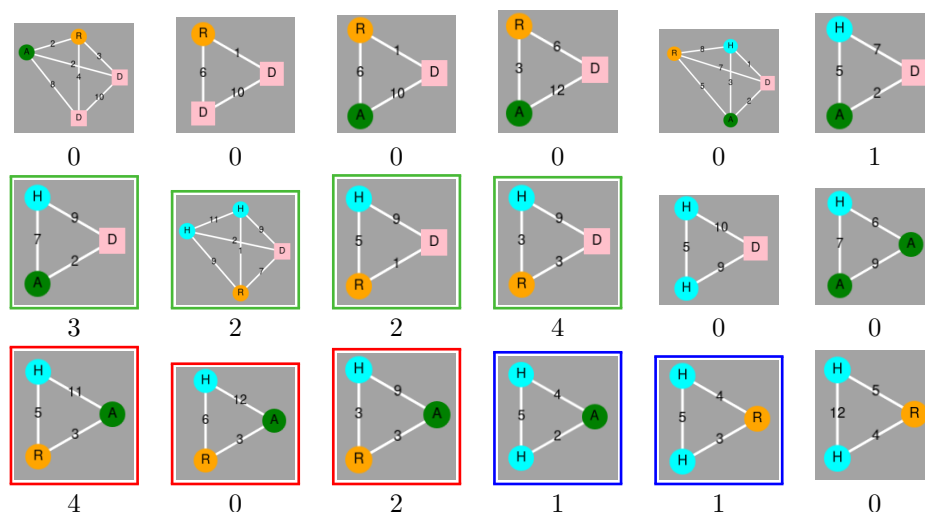 R A D D 2 3 2 4 8 10
R D D 1 6 10
R D A 1 6 10
R D A 6 3 12
R H D A 8 1 7 3 5 2
H D A 7 5 2
0 0 0 0 0 1
H D A 9 7 2
H H D R 11 9 2 1 9 7
H D R 9 5 1
H D R 9 3 3
H D H 10 5 9
H A A 6 7 9
3 2 2 4 0 0
H A R 11 5 3
H A R 12 6 3
H A R 9 3 3
H A H 4 5 2
H R H 4 5 3
H R H 5 12 4
4 0 2 1 1 0